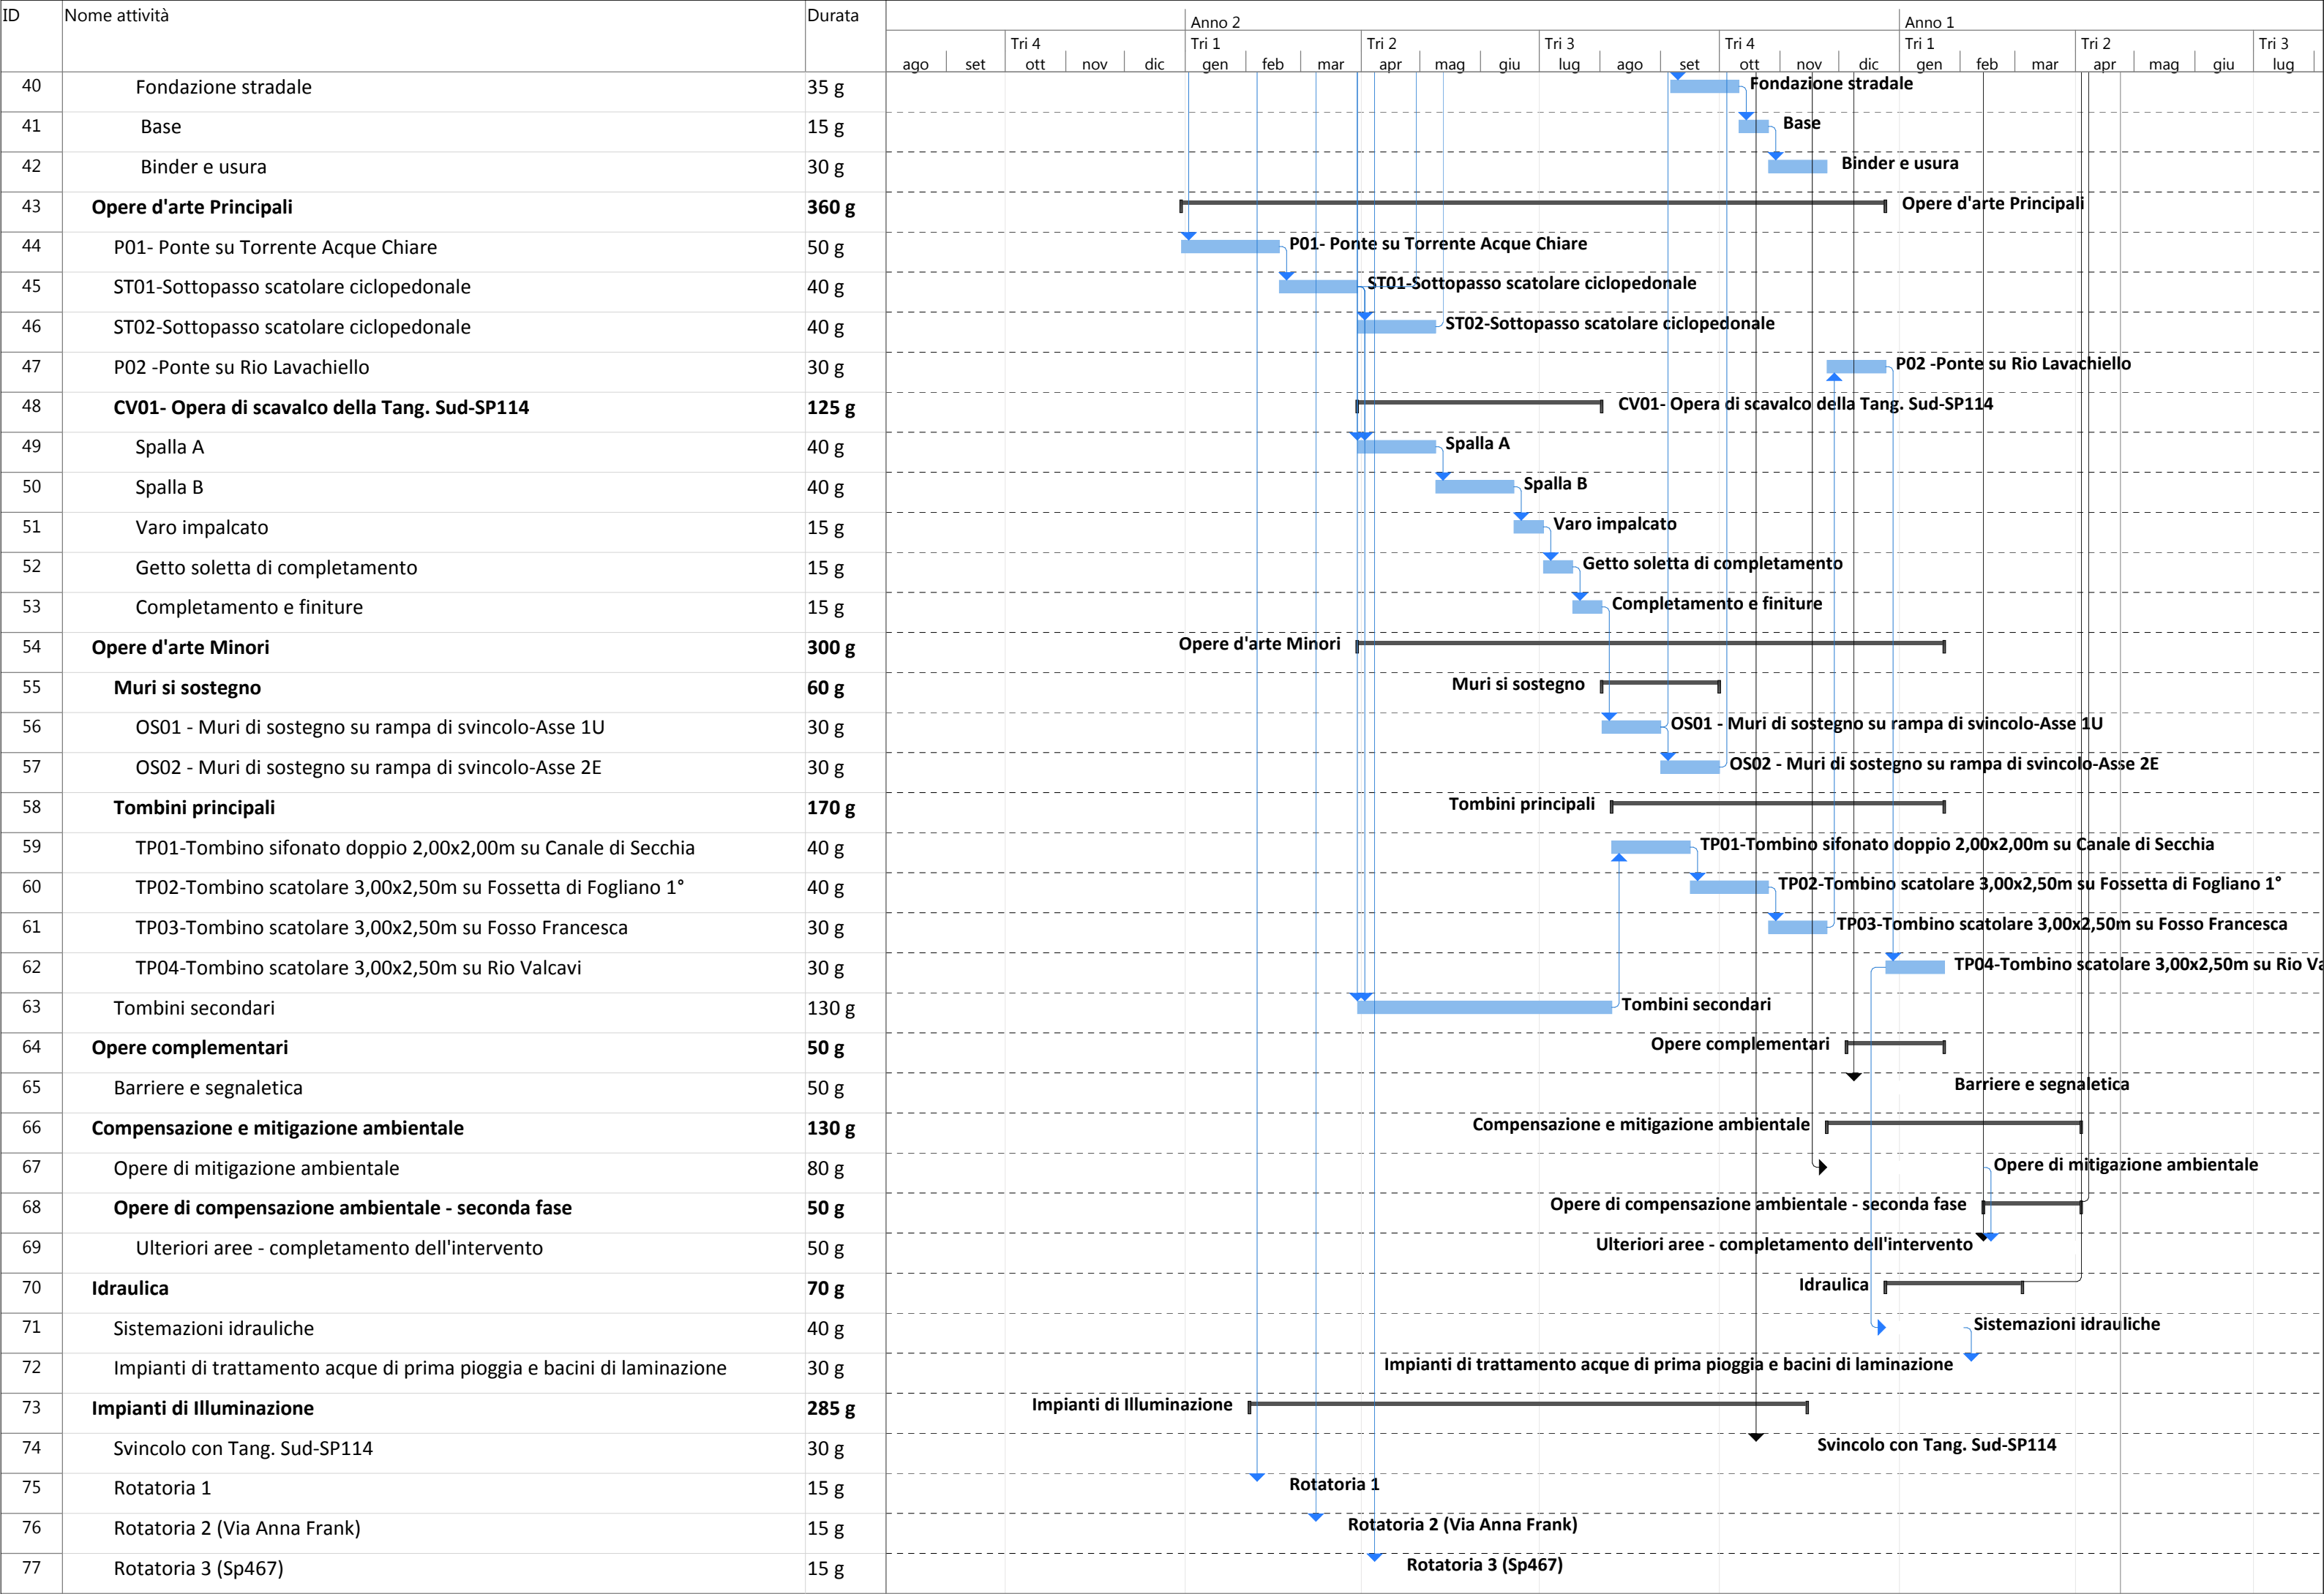 ID Nome attività Durata
Anno 2 Anno 1
Tri 4 Tri 1 Tri 2 Tri 3 Tri 4 Tri 1 Tri 2 Tri 3
ago set ott nov dic gen feb mar apr mag giu lug ago set ott nov dic gen feb mar apr mag giu lug
40 Fondazione stradale 35 g Fondazione stradale
41 Base 15 g Base
42 Binder e usura 30 g Binder e usura
43 Opere d'arte Principali 360 g Opere d'arte Principali
44 P01- Ponte su Torrente Acque Chiare 50 g P01- Ponte su Torrente Acque Chiare
45 ST01-Sottopasso scatolare ciclopedonale 40 g ST01-Sottopasso scatolare ciclopedonale
46 ST02-Sottopasso scatolare ciclopedonale 40 g ST02-Sottopasso scatolare ciclopedonale
47 P02 -Ponte su Rio Lavachiello 30 g P02 -Ponte su Rio Lavachiello
48 CV01- Opera di scavalco della Tang. Sud-SP114 125 g CV01- Opera di scavalco della Tang. Sud-SP114
49 Spalla A 40 g Spalla A
50 Spalla B 40 g Spalla B
51 Varo impalcato 15 g Varo impalcato
52 Getto soletta di completamento 15 g Getto soletta di completamento
53 Completamento e finiture 15 g Completamento e finiture
54 Opere d'arte Minori 300 g Opere d'arte Minori
55 Muri si sostegno 60 g Muri si sostegno
56 OS01 - Muri di sostegno su rampa di svincolo-Asse 1U 30 g OS01 - Muri di sostegno su rampa di svincolo-Asse 1U
57 OS02 - Muri di sostegno su rampa di svincolo-Asse 2E 30 g OS02 - Muri di sostegno su rampa di svincolo-Asse 2E
58 Tombini principali 170 g Tombini principali
59 TP01-Tombino sifonato doppio 2,00x2,00m su Canale di Secchia 40 g TP01-Tombino sifonato doppio 2,00x2,00m su Canale di Secchia
60 TP02-Tombino scatolare 3,00x2,50m su Fossetta di Fogliano 1° 40 g TP02-Tombino scatolare 3,00x2,50m su Fossetta di Fogliano 1°
61 TP03-Tombino scatolare 3,00x2,50m su Fosso Francesca 30 g TP03-Tombino scatolare 3,00x2,50m su Fosso Francesca
62 TP04-Tombino scatolare 3,00x2,50m su Rio Valcavi 30 g TP04-Tombino scatolare 3,00x2,50m su Rio Va
63 Tombini secondari 130 g Tombini secondari
64 Opere complementari 50 g Opere complementari
65 Barriere e segnaletica 50 g Barriere e segnaletica
66 Compensazione e mitigazione ambientale 130 g Compensazione e mitigazione ambientale
67 Opere di mitigazione ambientale 80 g Opere di mitigazione ambientale
68 Opere di compensazione ambientale - seconda fase 50 g Opere di compensazione ambientale - seconda fase
69 Ulteriori aree - completamento dell'intervento 50 g Ulteriori aree - completamento dell'intervento
70 Idraulica 70 g Idraulica
71 Sistemazioni idrauliche 40 g Sistemazioni idrauliche
72 Impianti di trattamento acque di prima pioggia e bacini di laminazione 30 g Impianti di trattamento acque di prima pioggia e bacini di laminazione
73 Impianti di Illuminazione 285 g Impianti di Illuminazione
74 Svincolo con Tang. Sud-SP114 30 g Svincolo con Tang. Sud-SP114
75 Rotatoria 1 15 g Rotatoria 1
76 Rotatoria 2 (Via Anna Frank) 15 g Rotatoria 2 (Via Anna Frank)
77 Rotatoria 3 (Sp467) 15 g Rotatoria 3 (Sp467)